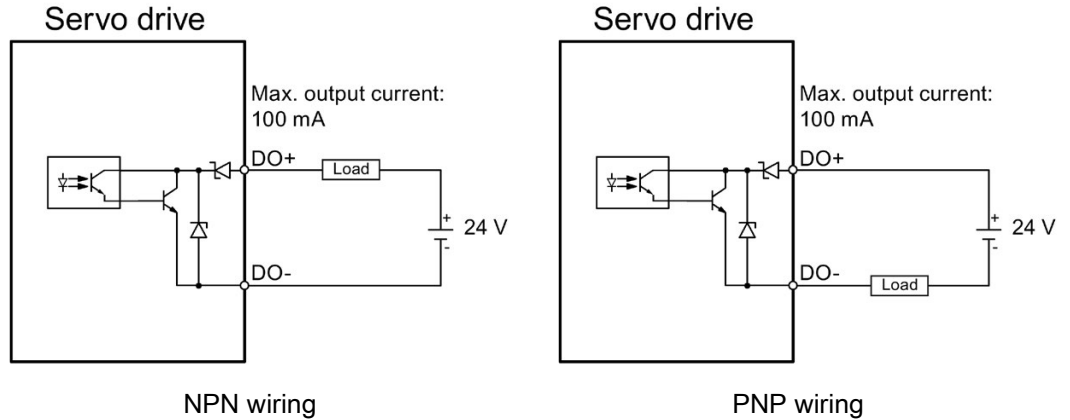 Servo drive
Max. output current:
100 mA
DO+
Load
+
24 V
-
DO-
NPN wiring
Servo drive
Max. output current:
100 mA
DO+
+
24 V
-
DO-
Load
PNP wiring